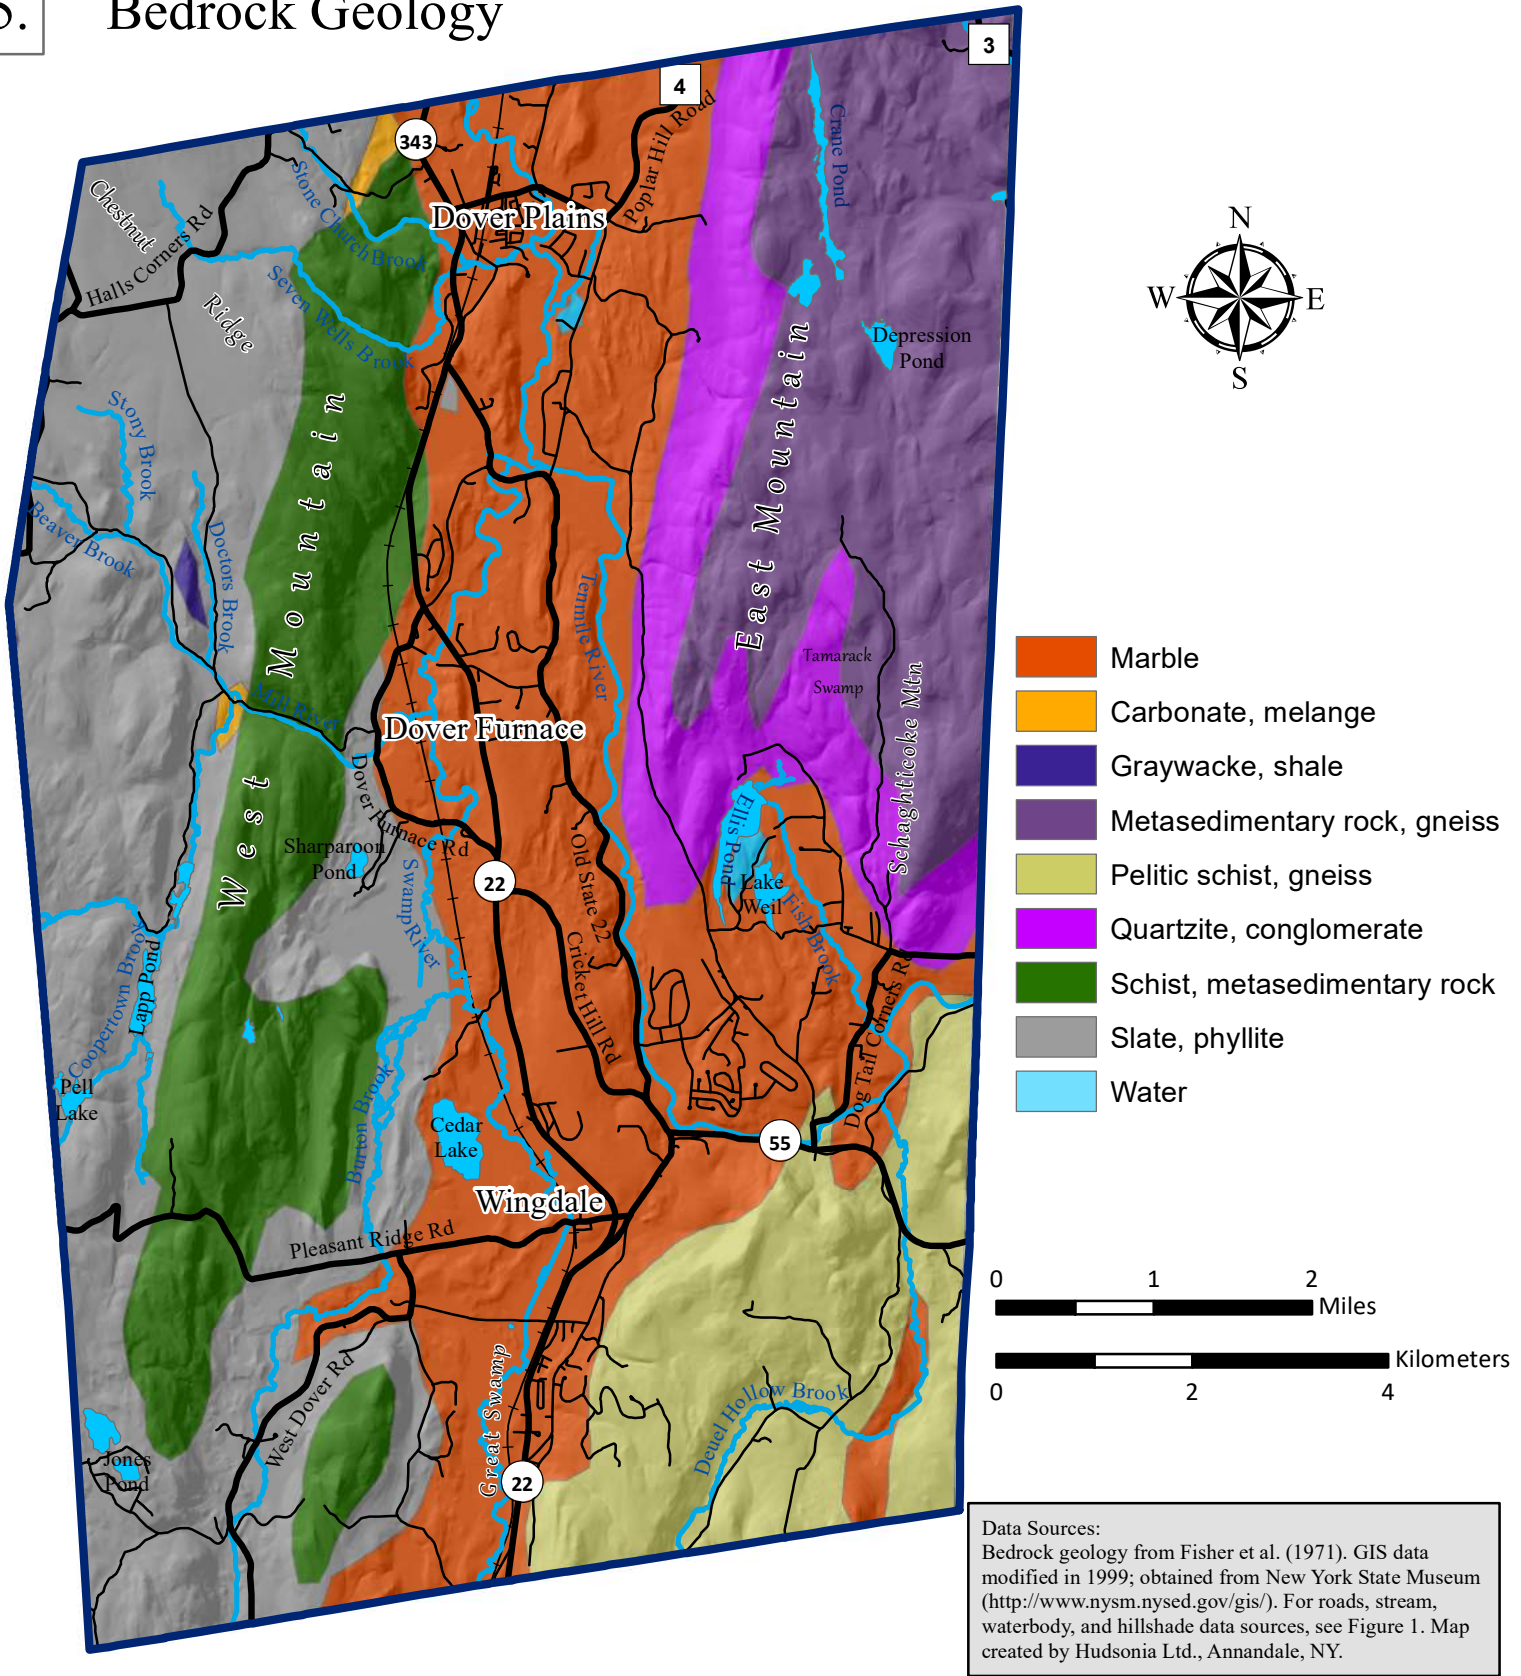 5.
Bedrock Geology
3
4
343
Poplar Hill Road
Crane Pond
Chestnut
Ridge
Halls Corners Rd
Stone Church Brook
Dover Plains
Seven Wells Brook
Depression
Pond
N
W
E
S
Stony Brook
Beaver Brook
Doctors Brook
West Mountain
East Mountain
Tenmile River
Tamarack
Swamp
Schaghticoke Mtn
Mill River
Dover Furnace
Dover Furnace Rd
Sharparoon
Pond
Swamp River
22
Old State 22
Cricket Hill Rd
Ellis Pond
Lake
Weil
Fish Brook
Dog Tail Corners Rd
Coopertown Brook
Lapp Pond
Pell
Lake
Burton Brook
Cedar
Lake
55
Wingdale
Pleasant Ridge Rd
West Dover Rd
Great Swamp
Deuel Hollow Brook
Jones
Pond
22
Marble
Carbonate, melange
Graywacke, shale
Metasedimentary rock, gneiss
Pelitic schist, gneiss
Quartzite, conglomerate
Schist, metasedimentary rock
Slate, phyllite
Water
0 1 2
Miles
Kilometers
0 2 4
Data Sources:
Bedrock geology from Fisher et al. (1971). GIS data
modified in 1999; obtained from New York State Museum
(http://www.nysm.nysed.gov/gis/). For roads, stream,
waterbody, and hillshade data sources, see Figure 1. Map
created by Hudsonia Ltd., Annandale, NY.